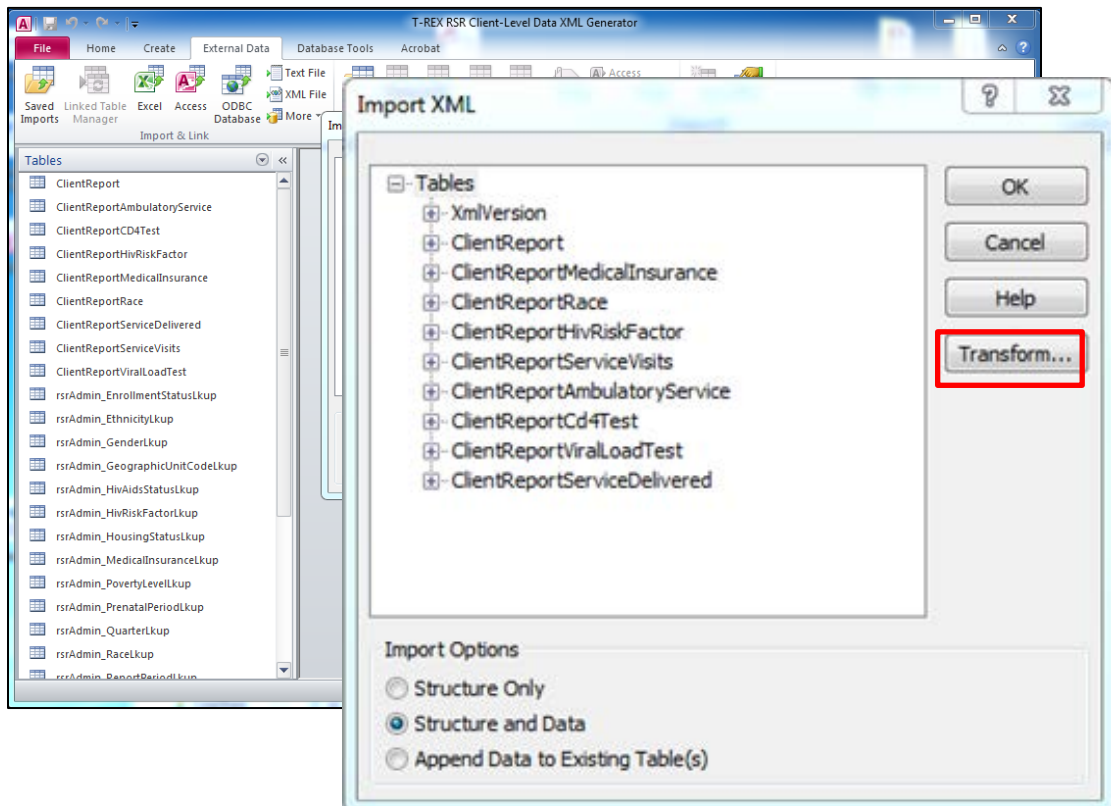 T-REX RSR Client-Level Data XML Generator
File Home Create External Data Database Tools Acrobat
Saved Imports
Linked Table Manager
Excel
Access
ODBC Database
Text File
XML File
More
Access
Import & Link
Im
Tables
ClientReport
ClientReportAmbulatoryService
ClientReportCD4Test
ClientReportHivRiskFactor
ClientReportMedicalInsurance
ClientReportRace
ClientReportServiceDelivered
ClientReportServiceVisits
ClientReportViralLoadTest
rsrAdmin_EnrollmentStatusLkup
rsrAdmin_EthnicityLkup
rsrAdmin_GenderLkup
rsrAdmin_GeographicUnitCodeLkup
rsrAdmin_HivAidsStatusLkup
rsrAdmin_HivRiskFactorLkup
rsrAdmin_HousingStatusLkup
rsrAdmin_MedicalInsuranceLkup
rsrAdmin_PovertyLevelLkup
rsrAdmin_PrenatalPeriodLkup
rsrAdmin_QuarterLkup
rsrAdmin_RaceLkup
rsrAdmin_ReportPeriodLkup
Import XML
Tables
XmlVersion
ClientReport
ClientReportMedicalInsurance
ClientReportRace
ClientReportHivRiskFactor
ClientReportServiceVisits
ClientReportAmbulatoryService
ClientReportCd4Test
ClientReportViralLoadTest
ClientReportServiceDelivered
OK
Cancel
Help
Transform...
Import Options
Structure Only
Structure and Data
Append Data to Existing Table(s)